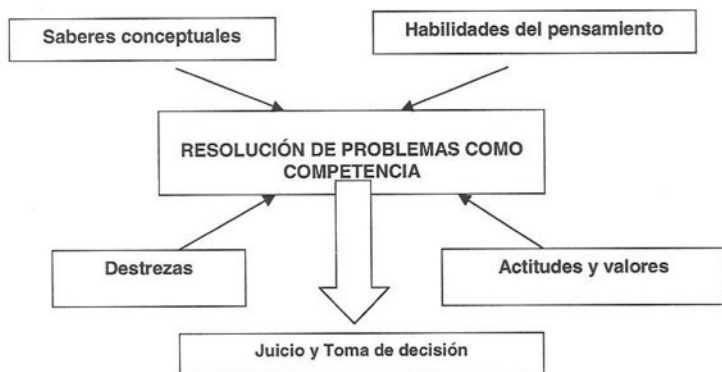 Saberes conceptuales
Habilidades del pensamiento
RESOLUCIÓN DE PROBLEMAS COMO
COMPETENCIA
Destrezas
Actitudes y valores
Juicio y Toma de decisión